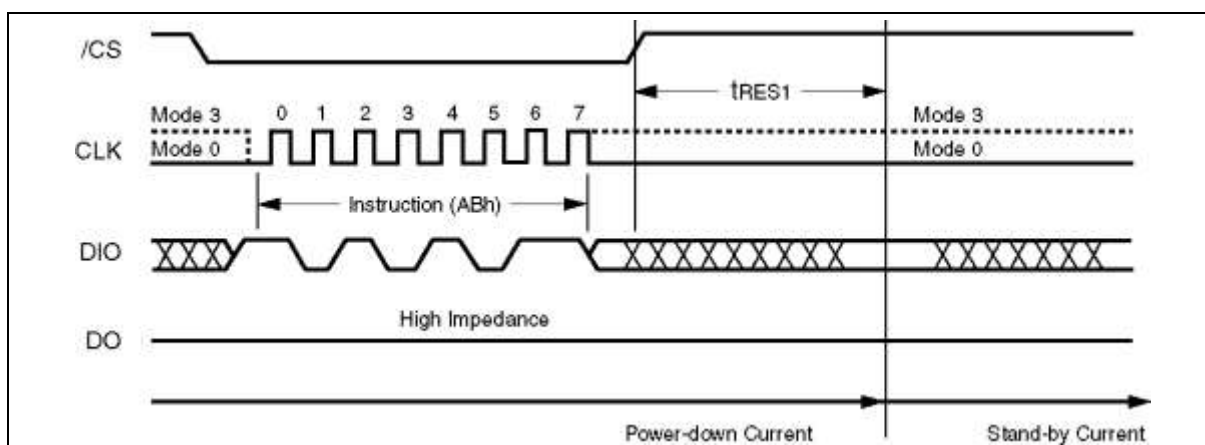 /CS
tRES1
Mode 3
0 1 2 3 4 5 6 7
Mode 3
CLK
Mode 0
Mode 0
Instruction (ABh)
DIO
High Impedance
DO
Power-down Current
Stand-by Current